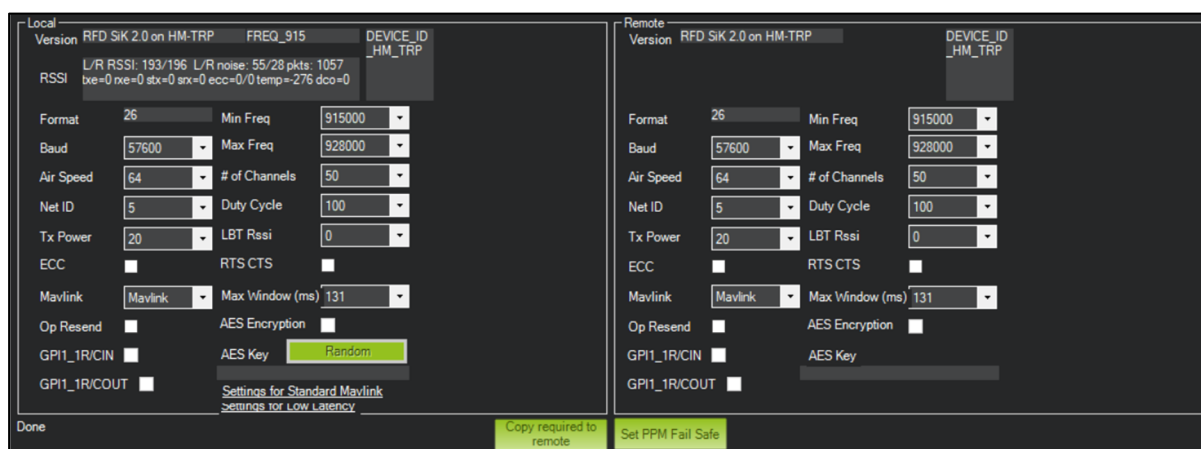 Local
Version RFD SiK 2.0 on HM-TRP FREQ_915 DEVICE_ID
_HM_TRP
RSSI L/R RSSI: 193/196 L/R noise: 55/28 pkts: 1057
txe=0 rxe=0 stx=0 srx=0 ecc=0/0 temp=-276 dco=0
Format 26 Min Freq 915000
Baud 57600 Max Freq 928000
Air Speed 64 # of Channels 50
Net ID 5 Duty Cycle 100
Tx Power 20 LBT Rssi 0
ECC RTS CTS
Mavlink Mavlink Max Window (ms) 131
Op Resend AES Encryption
GPI1_1R/CIN AES Key Random
GPI1_1R/COUT
Settings for Standard Mavlink
Settings for Low Latency
Remote
Version RFD SiK 2.0 on HM-TRP DEVICE_ID
_HM_TRP
Format 26 Min Freq 915000
Baud 57600 Max Freq 928000
Air Speed 64 # of Channels 50
Net ID 5 Duty Cycle 100
Tx Power 20 LBT Rssi 0
ECC RTS CTS
Mavlink Mavlink Max Window (ms) 131
Op Resend AES Encryption
GPI1_1R/CIN AES Key
GPI1_1R/COUT
Done
Copy required to
remote
Set PPM Fail Safe